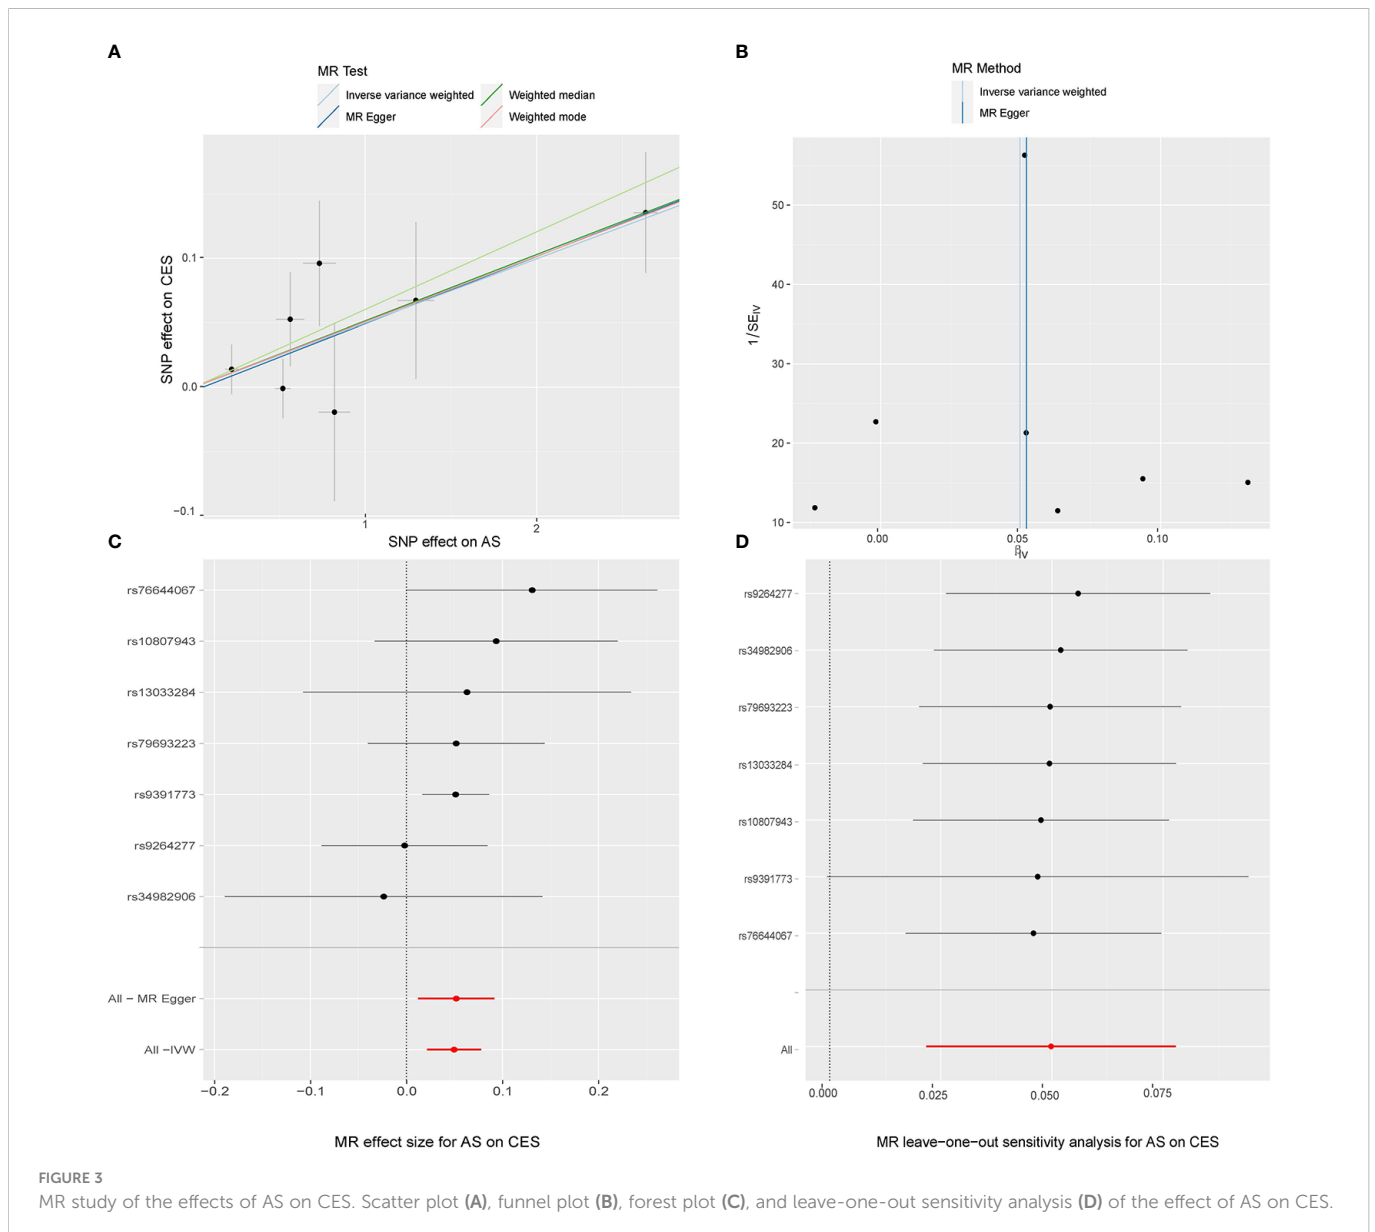 A
MR Test
Inverse variance weighted
Weighted median
MR Egger
Weighted mode
SNP effect on CES
0.1
0.0
−0.1
1
2
SNP effect on AS
B
MR Method
Inverse variance weighted
MR Egger
1/SEIV
50
40
30
20
10
0.00
0.05
0.10
βIV
C
rs76644067
rs10807943
rs13033284
rs79693223
rs9391773
rs9264277
rs34982906
All − MR Egger
All −IVW
−0.2
−0.1
0.0
0.1
0.2
MR effect size for AS on CES
D
rs9264277
rs34982906
rs79693223
rs13033284
rs10807943
rs9391773
rs76644067
All
0.000
0.025
0.050
0.075
MR leave−one−out sensitivity analysis for AS on CES
FIGURE 3
MR study of the effects of AS on CES. Scatter plot (A), funnel plot (B), forest plot (C), and leave-one-out sensitivity analysis (D) of the effect of AS on CES.